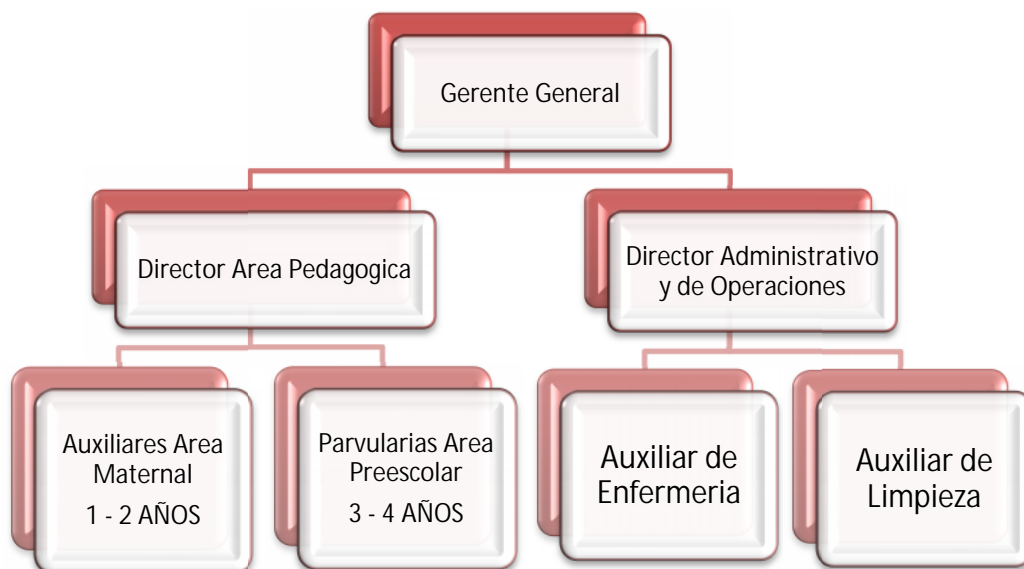 Gerente General
Director Area Pedagogica
Director Administrativo
y de Operaciones
Auxiliares Area
Maternal
1 - 2 AÑOS
Parvularias Area
Preescolar
3 - 4 AÑOS
Auxiliar de
Enfermeria
Auxiliar de
Limpieza